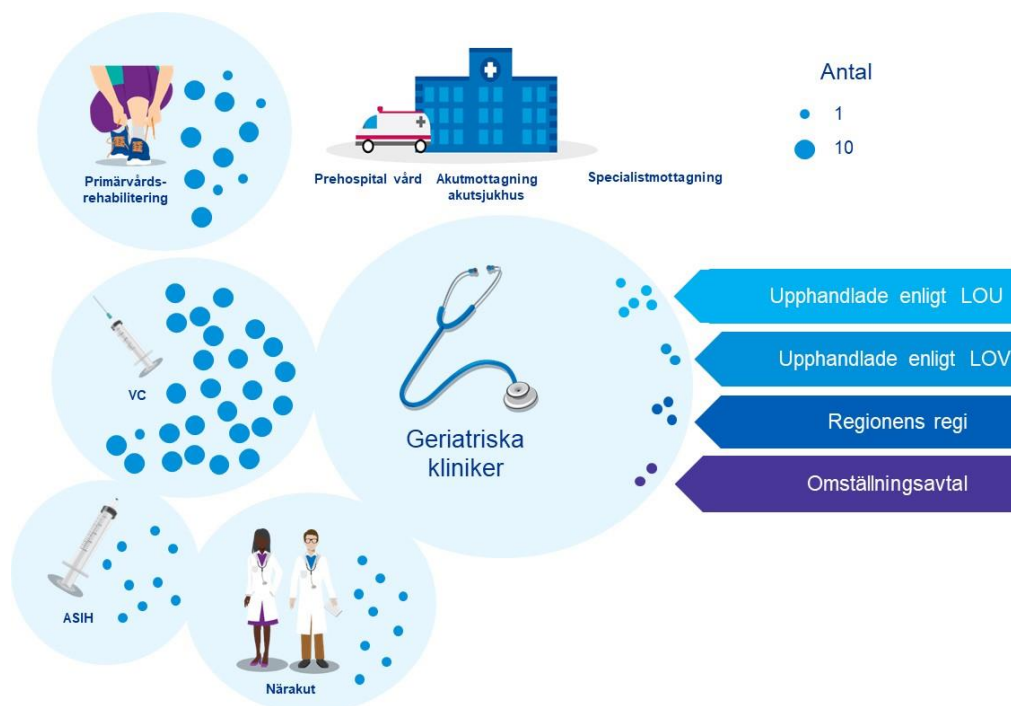 Antal
1
10
Primärvårds-
rehabilitering
Prehospital vård
Akutmottagning
akutsjukhus
Specialistmottagning
VC
Geriatriska
kliniker
Upphandlade enligt LOU
Upphandlade enligt LOV
Regionens regi
Omställningsavtal
ASIH
Närakut